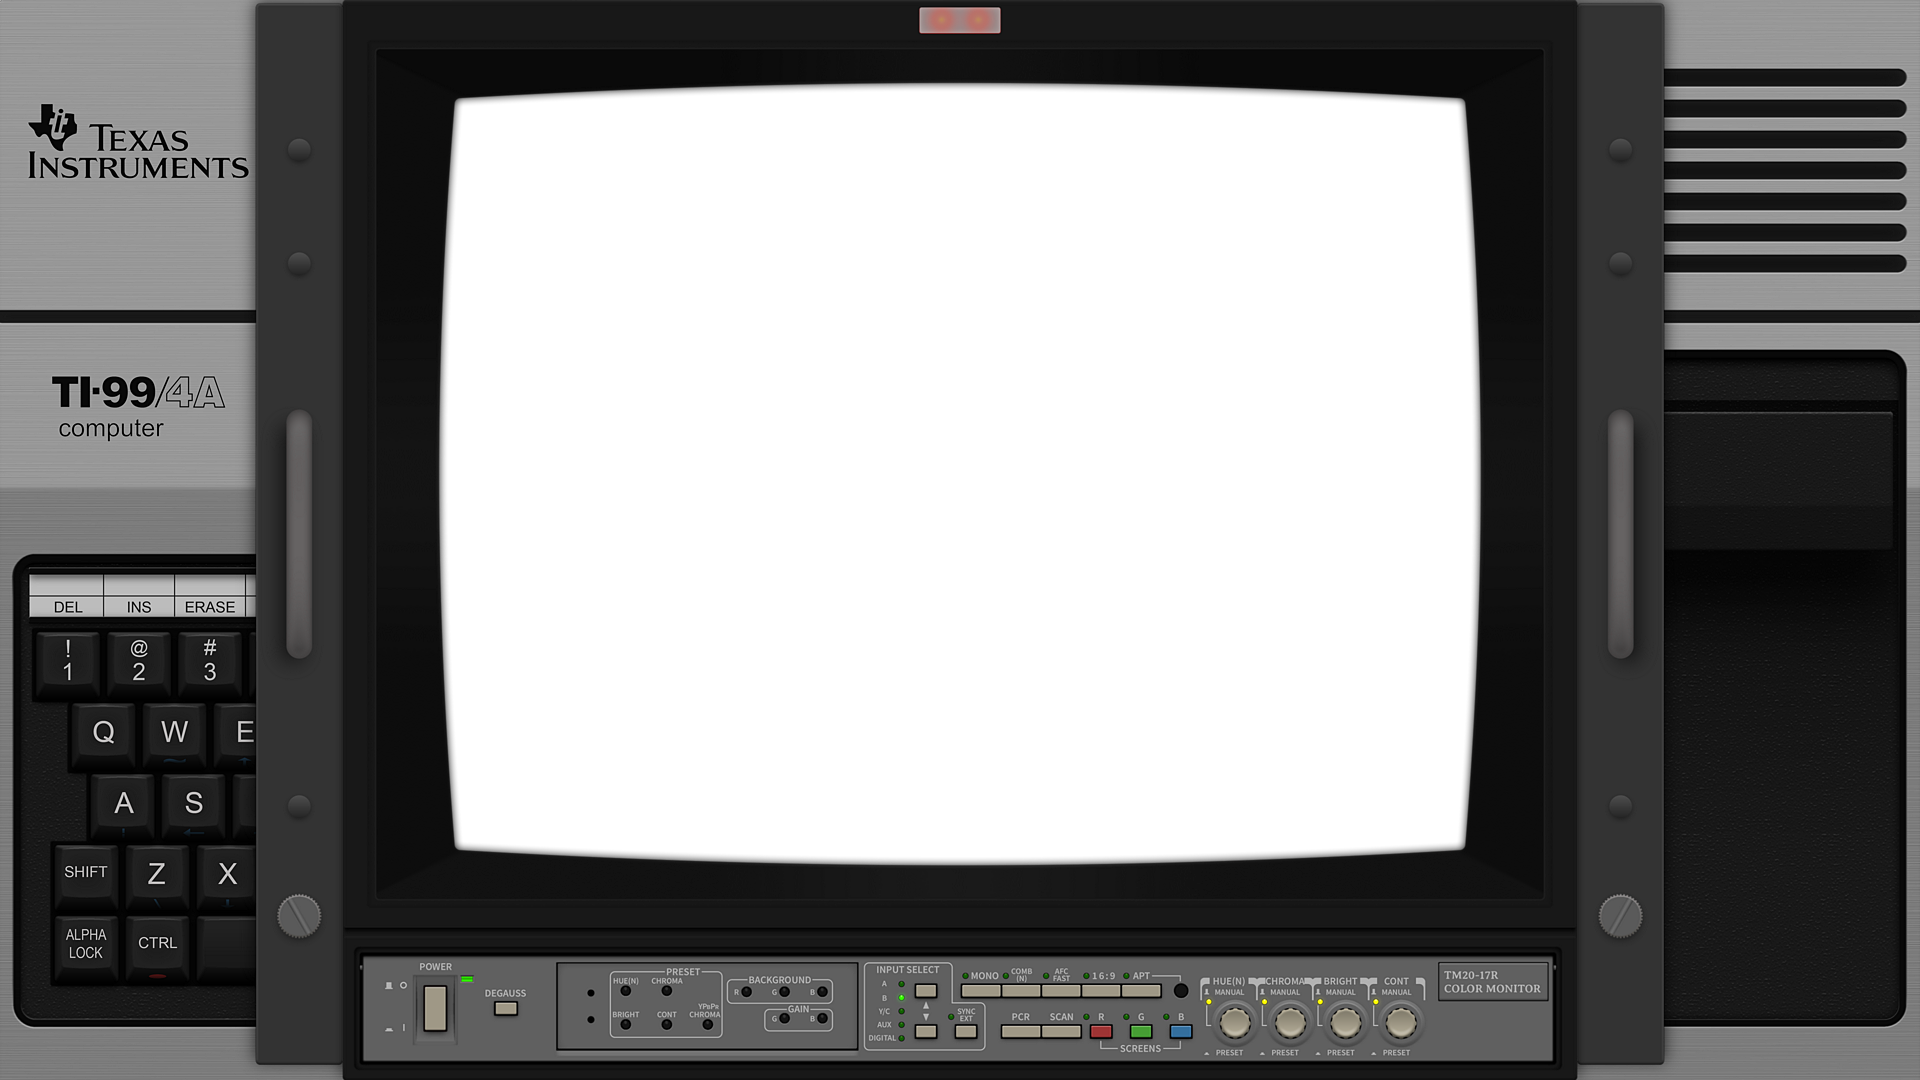 TEXAS
INSTRUMENTS
TI-99/4A
computer
DEL INS ERASE
! @ #
1 2 3
Q W E
A S
SHIFT Z X
ALPHA
LOCK CTRL
POWER
DEGAUSS
PRESET
HUE(N) CHROMA
BRIGHT CONT YPBPR
CHROMA
BACKGROUND
R G B
GAIN
G B
INPUT SELECT
A
B
Y/C
AUX
DIGITAL
SYNC
EXT
MONO COMB
(N) AFC
FAST 16:9 APT
PCR SCAN R G B
SCREENS
HUE(N) CHROMA BRIGHT CONT
MANUAL MANUAL MANUAL MANUAL
PRESET PRESET PRESET PRESET
TM20-17R
COLOR MONITOR